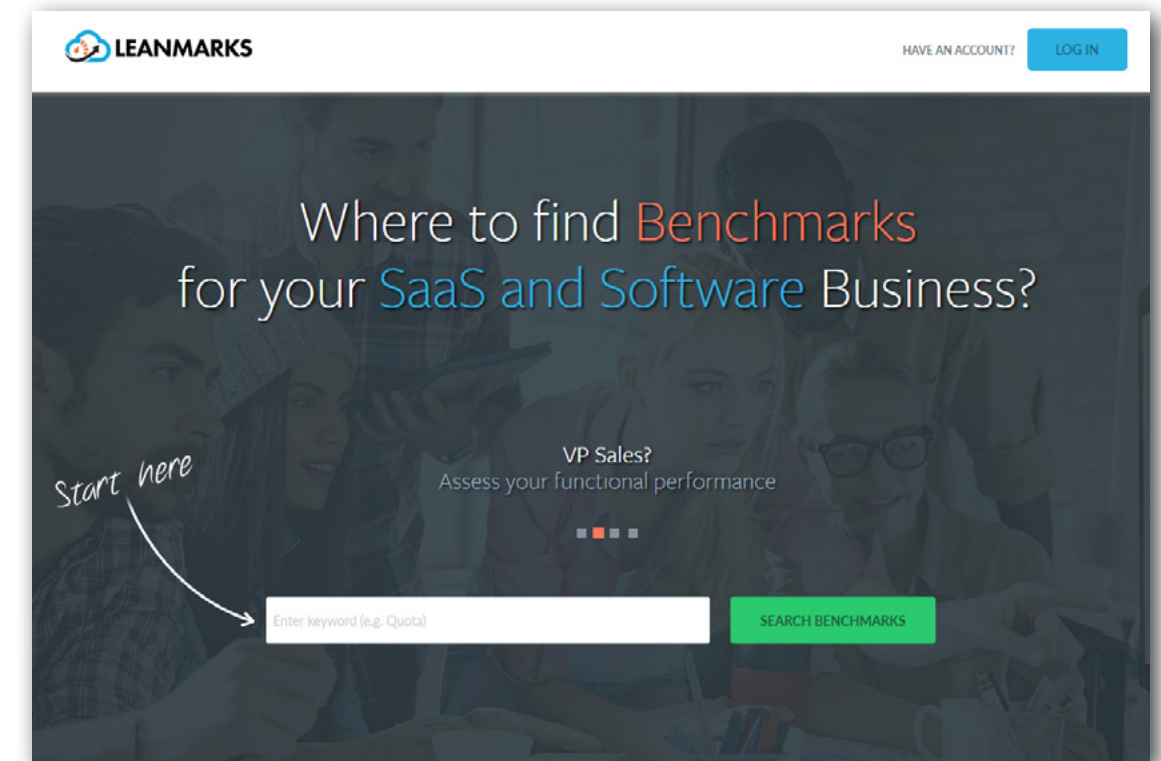 LEANMARKS
HAVE AN ACCOUNT?
LOG IN
Where to find Benchmarks
for your SaaS and Software Business?
VP Sales?
Assess your functional performance
Start here
Enter keyword (e.g. Quota)
SEARCH BENCHMARKS